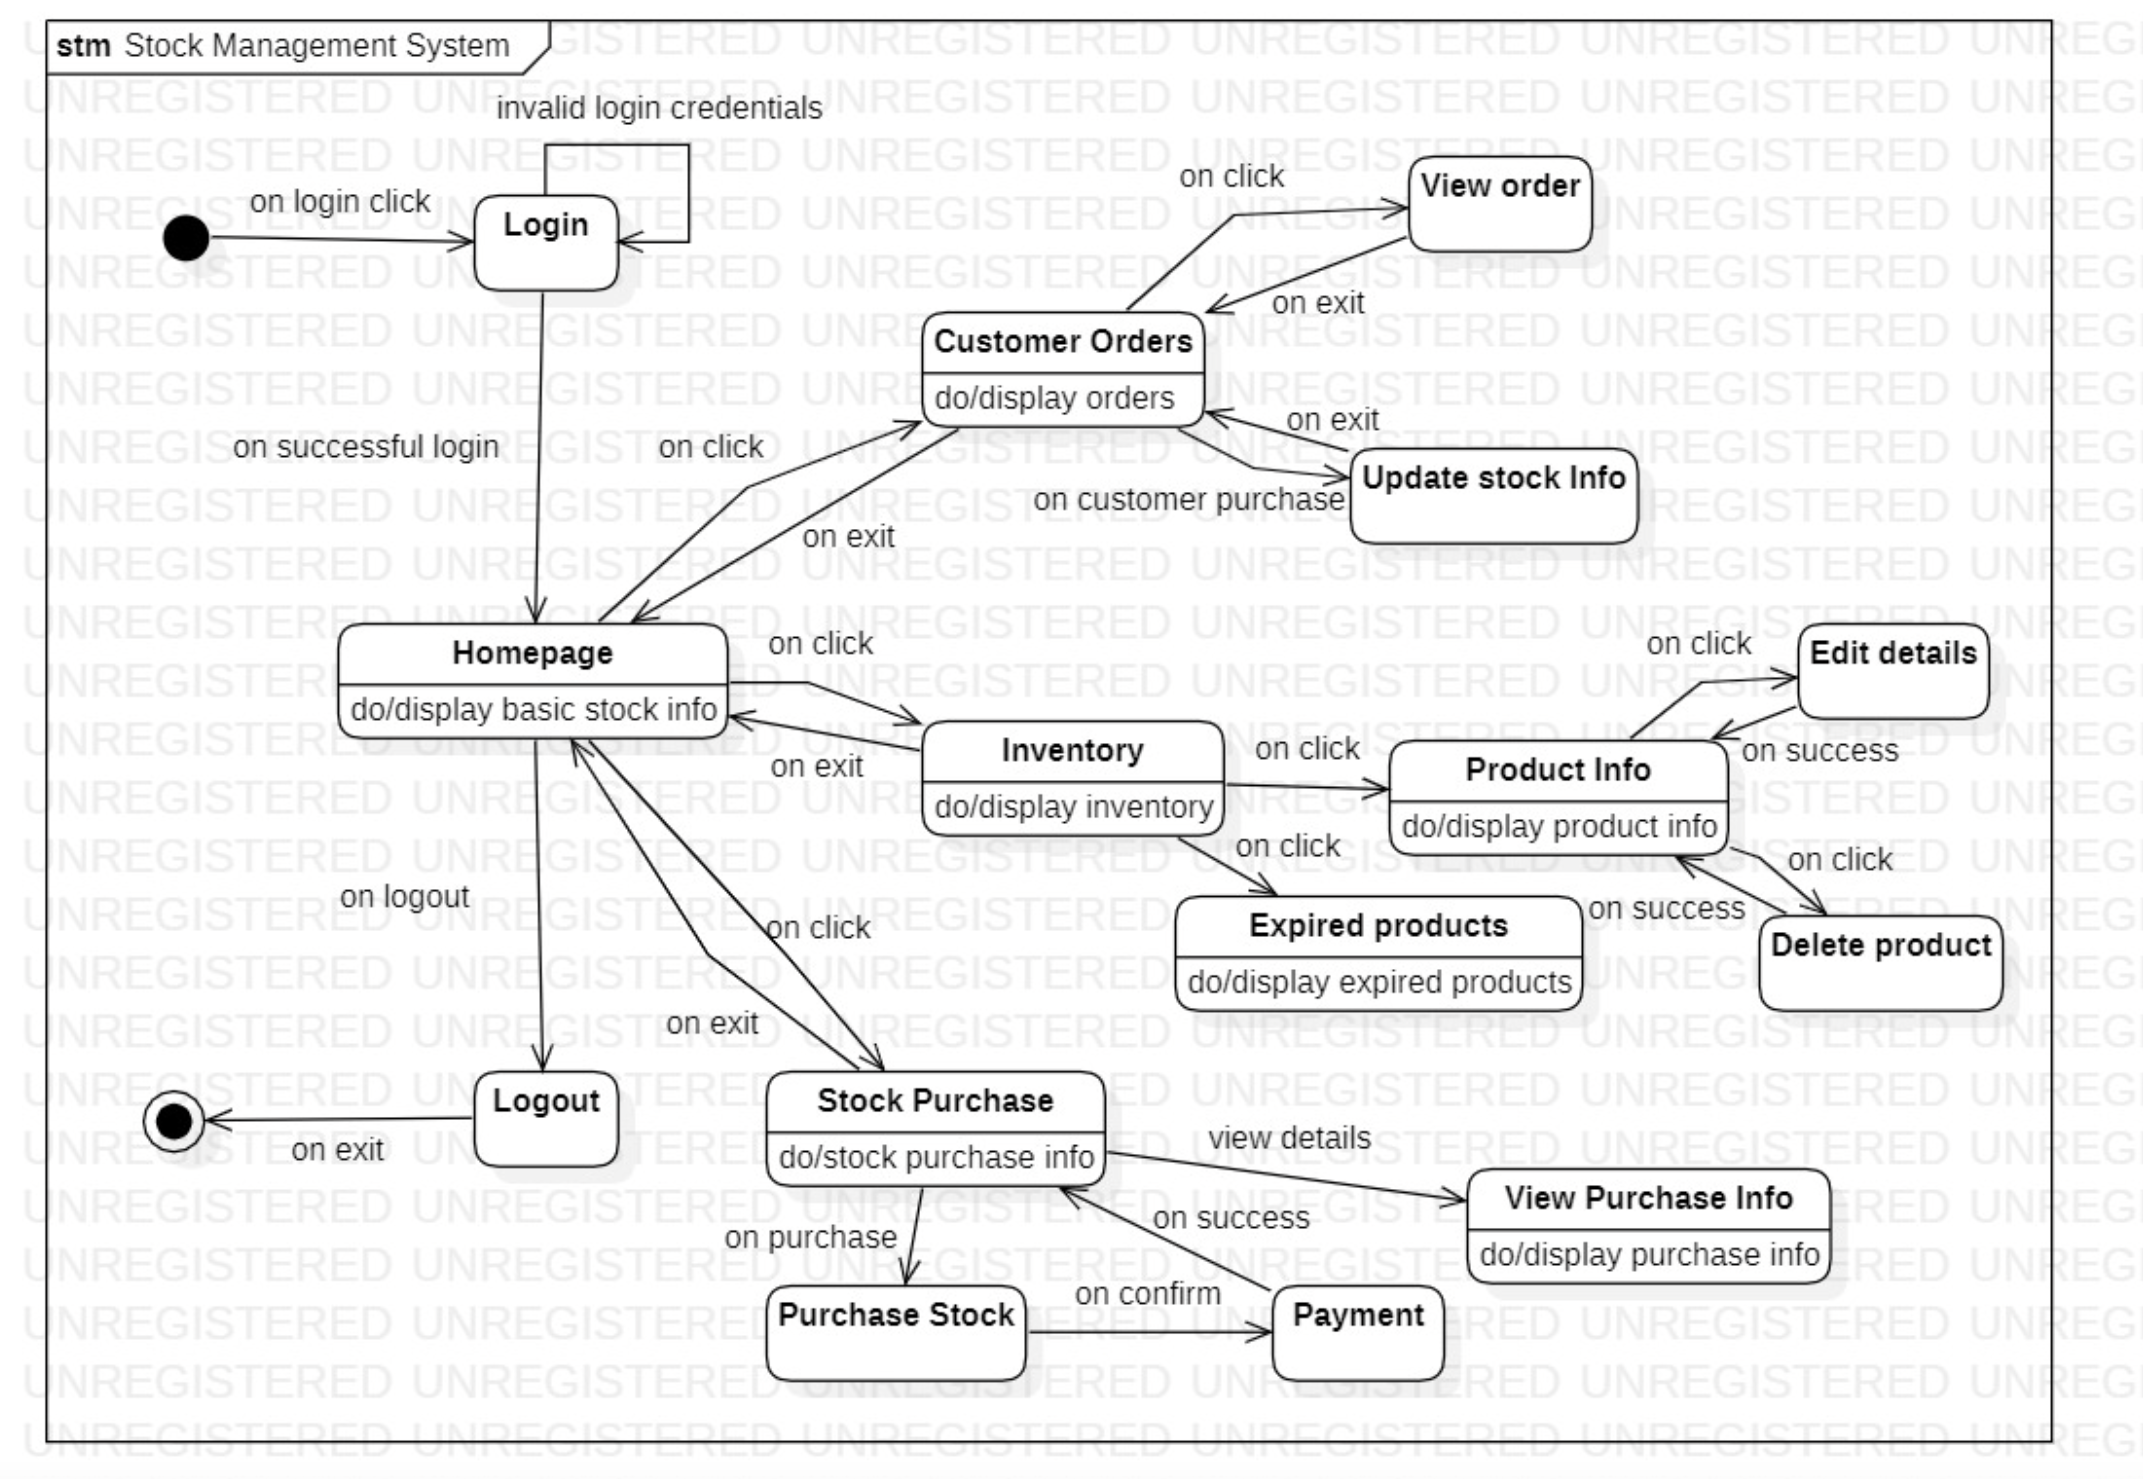 stm Stock Management System
invalid login credentials
on login click
Login
on click
View order
on exit
Customer Orders
do/display orders
on successful login
on click
on exit
on exit
Update stock Info
on customer purchase
Homepage
do/display basic stock info
on click
on exit
Inventory
do/display inventory
on click
Product Info
do/display product info
on click
Edit details
on success
on click
on success
Delete product
on click
Expired products
do/display expired products
on logout
on click
on exit
Logout
on exit
Stock Purchase
do/stock purchase info
view details
View Purchase Info
do/display purchase info
on purchase
on success
Purchase Stock
on confirm
Payment
UNREGISTERED